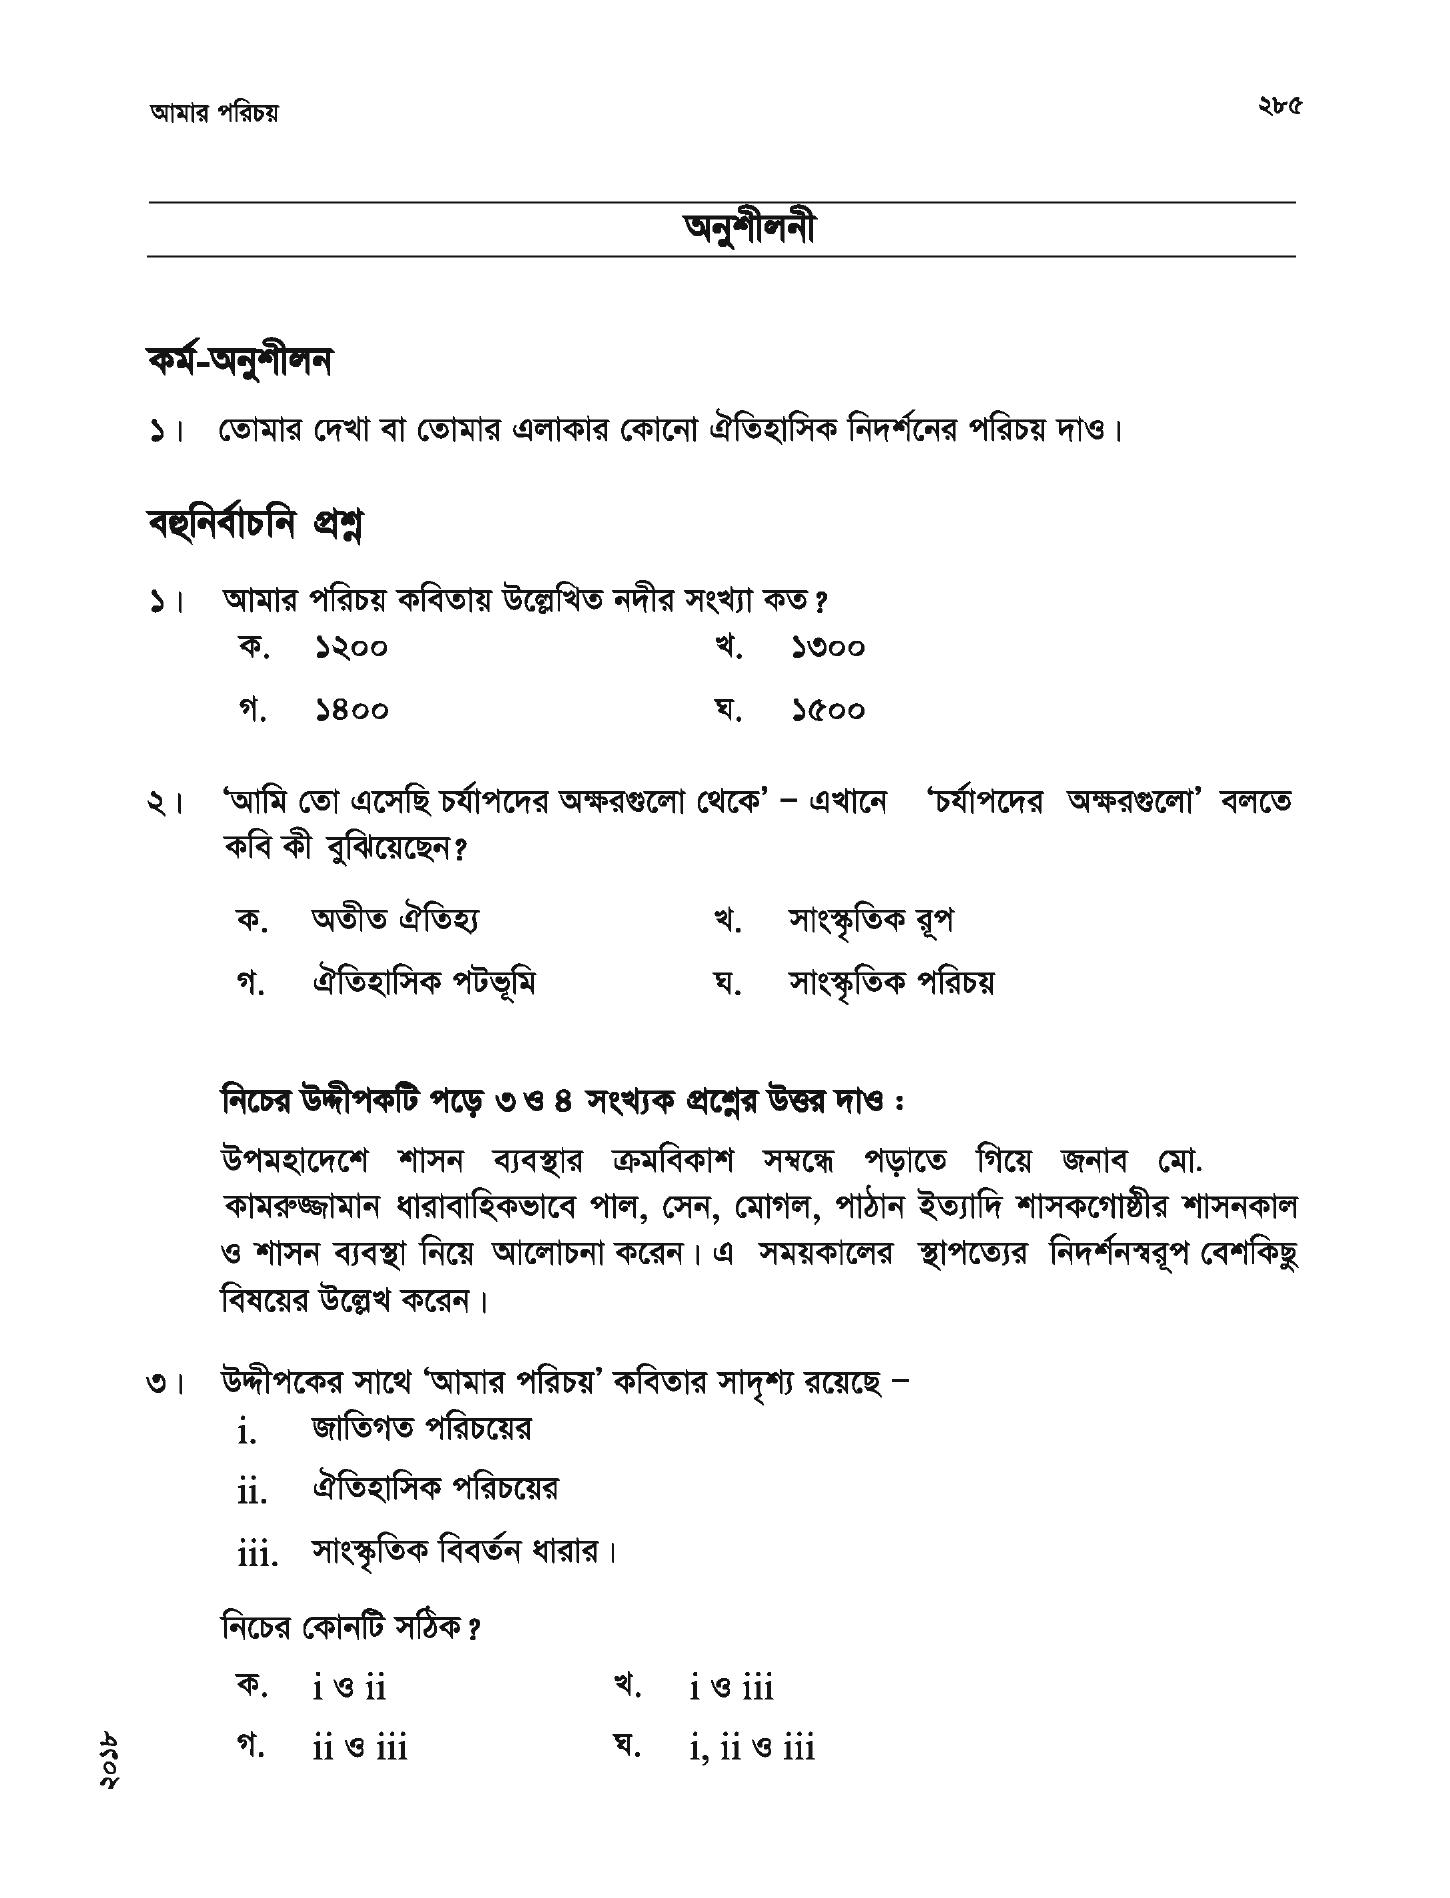 আমার পরিচয় ২৮৫
অনুশীলনী
কর্ম-অনুশীলন
১। তোমার দেখা বা তোমার এলাকার কোনো ঐতিহাসিক নিদর্শনের পরিচয় দাও।
বহুনির্বাচনি প্রশ্ন
১। আমার পরিচয় কবিতায় উল্লেখিত নদীর সংখ্যা কত?
ক. ১২০০ খ. ১৩০০
গ. ১৪০০ ঘ. ১৫০০
২। ‘আমি তো এসেছি চর্যাপদের অক্ষরগুলো থেকে’ – এখানে ‘চর্যাপদের অক্ষরগুলো’ বলতে
কবি কী বুঝিয়েছেন?
ক. অতীত ঐতিহ্য খ. সাংস্কৃতিক রূপ
গ. ঐতিহাসিক পটভূমি ঘ. সাংস্কৃতিক পরিচয়
নিচের উদ্দীপকটি পড়ে ৩ ও ৪ সংখ্যক প্রশ্নের উত্তর দাও :
উপমহাদেশে শাসন ব্যবস্থার ক্রমবিকাশ সম্বন্ধে পড়াতে গিয়ে জনাব মো.
কামরুজ্জামান ধারাবাহিকভাবে পাল, সেন, মোগল, পাঠান ইত্যাদি শাসকগোষ্ঠীর শাসনকাল
ও শাসন ব্যবস্থা নিয়ে আলোচনা করেন। এ সময়কালের স্থাপত্যের নিদর্শনস্বরূপ বেশকিছু
বিষয়ের উল্লেখ করেন।
৩। উদ্দীপকের সাথে ‘আমার পরিচয়’ কবিতার সাদৃশ্য রয়েছে –
i. জাতিগত পরিচয়ের
ii. ঐতিহাসিক পরিচয়ের
iii. সাংস্কৃতিক বিবর্তন ধারার।
নিচের কোনটি সঠিক?
ক. i ও ii খ. i ও iii
গ. ii ও iii ঘ. i, ii ও iii
২০১৮